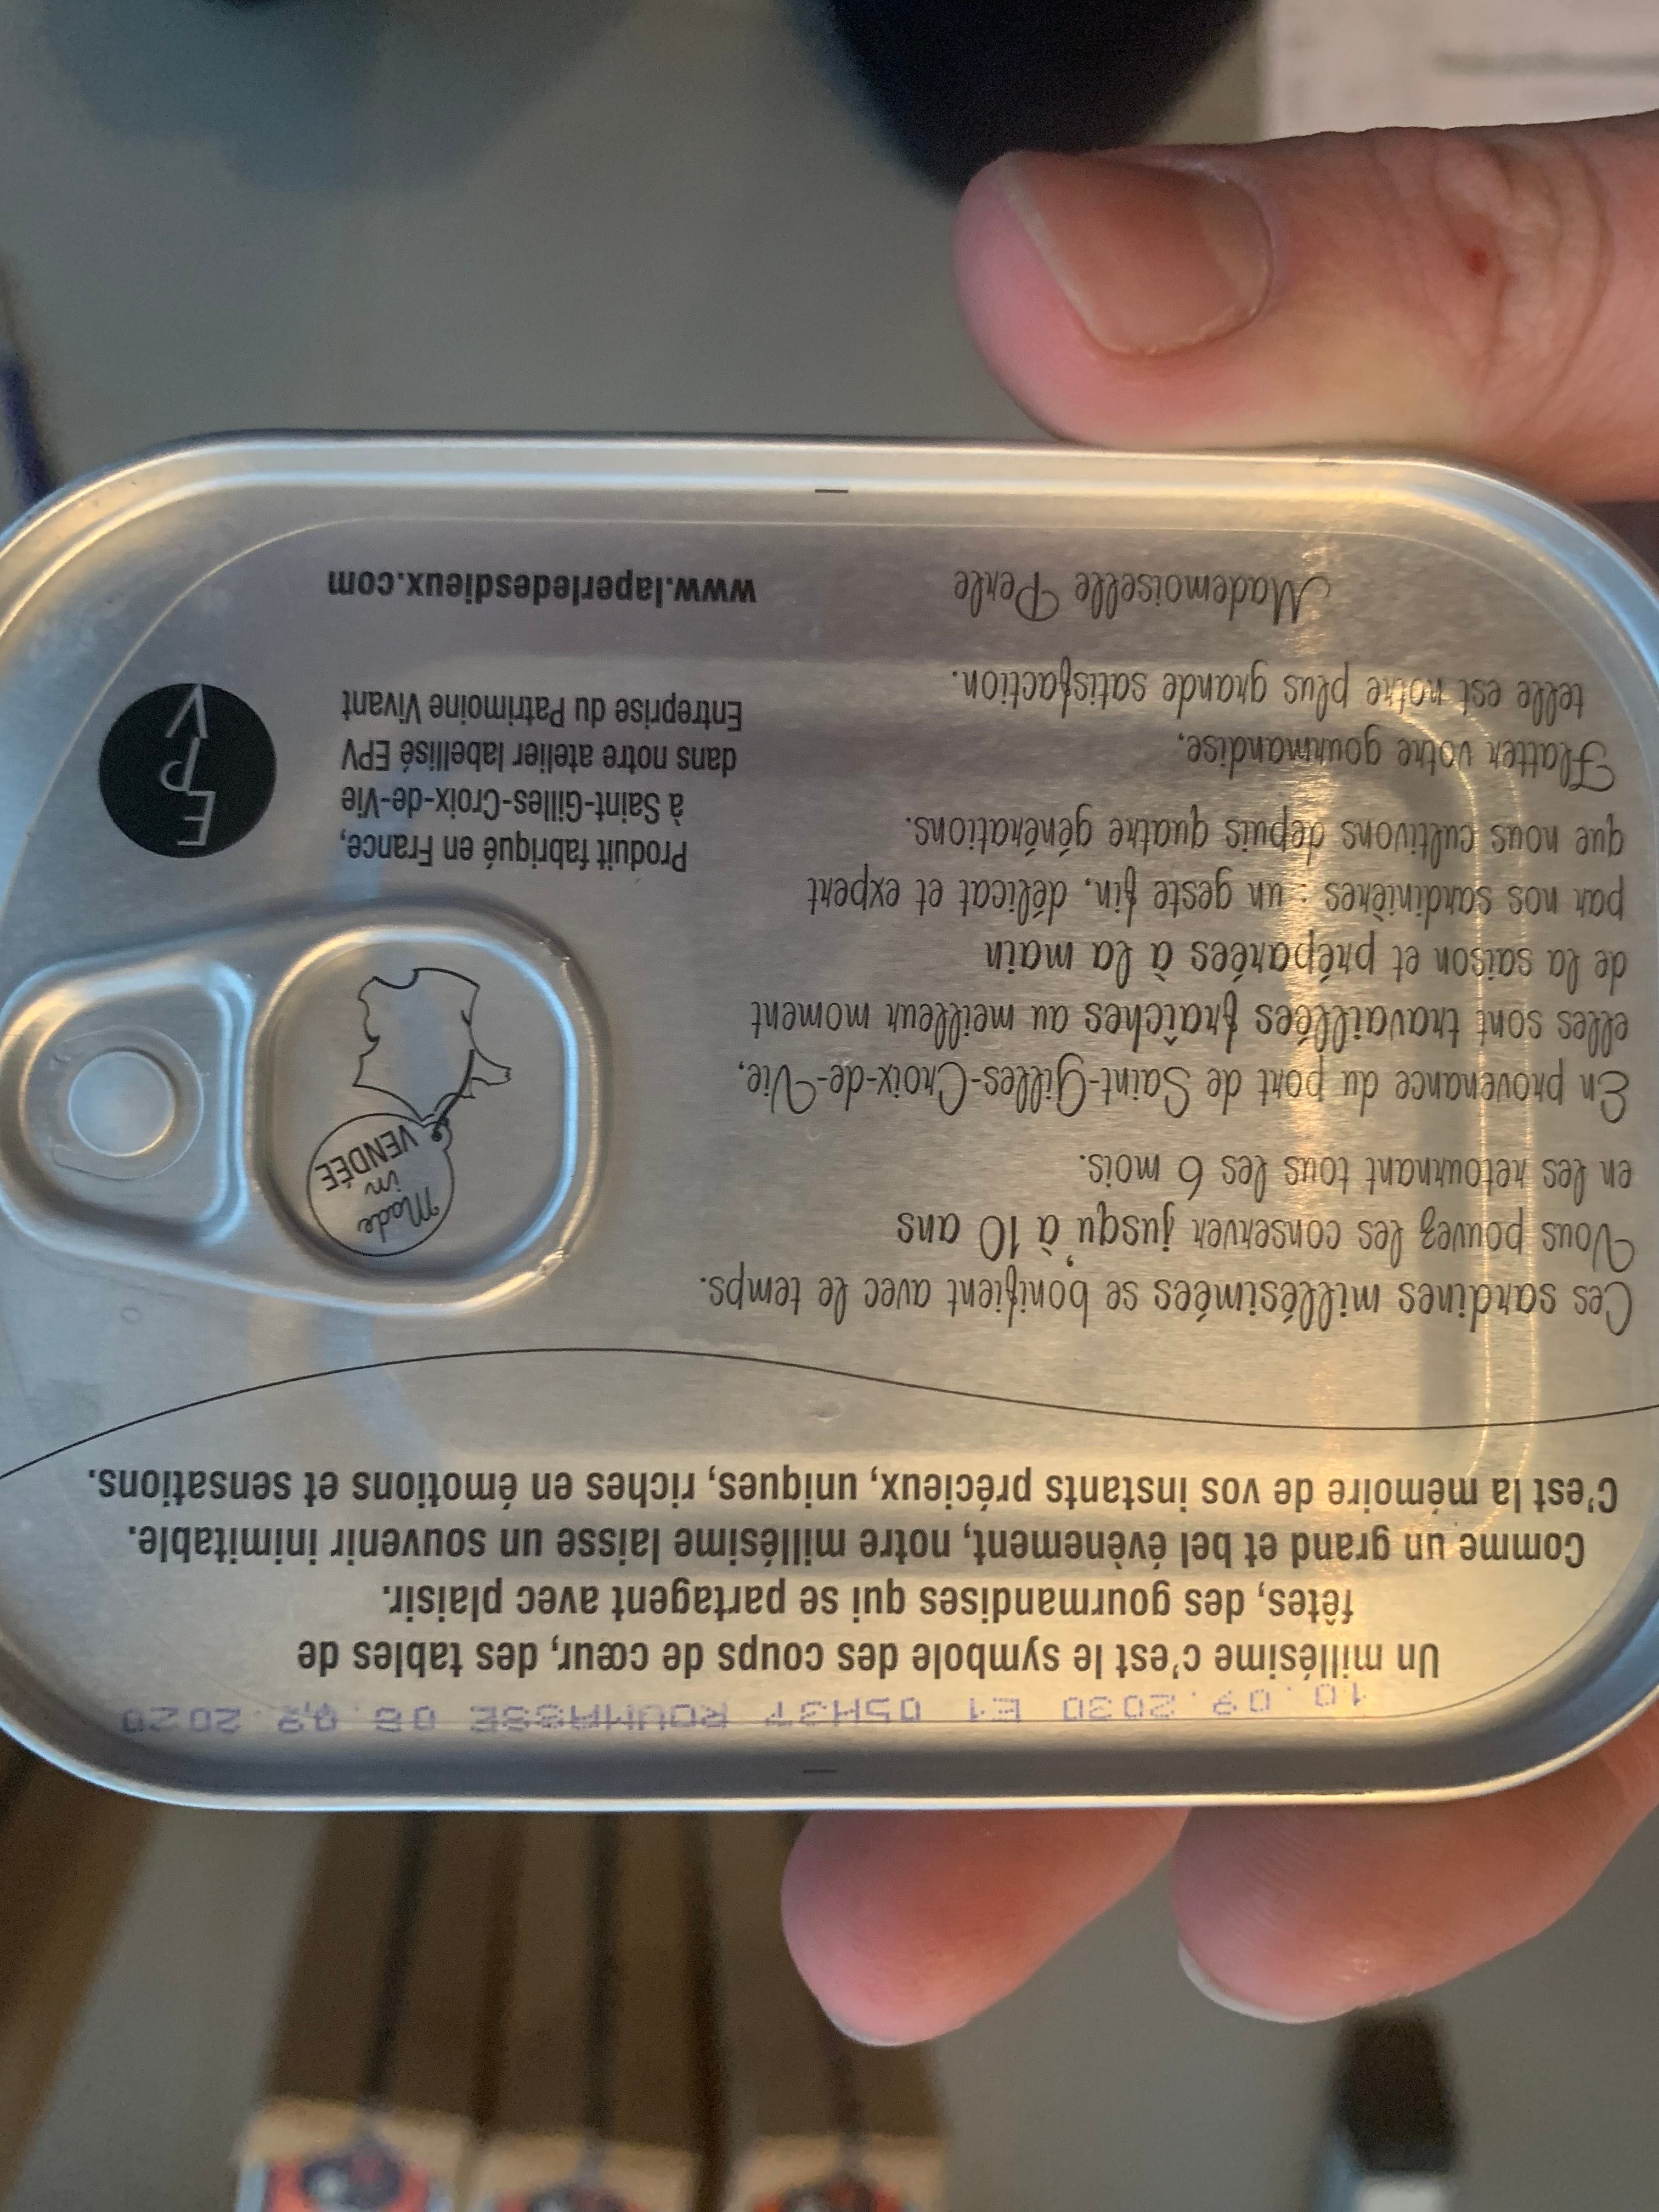 10.09.2030 E1 05H37 ROUMASSE 08.09.2020
Un millésime c'est le symbole des coups de cœur, des tables de
fêtes, des gourmandises qui se partagent avec plaisir.
Comme un grand et bel évènement, notre millésime laisse un souvenir inimitable.
C'est la mémoire de vos instants précieux, uniques, riches en émotions et sensations.
Ces sardines millésimées se bonifient avec le temps.
Vous pouvez les conserver jusqu'à 10 ans
en les retournant tous les 6 mois.
En provenance du port de Saint-Gilles-Croix-de-Vie,
elles sont travaillées fraîches au meilleur moment
de la saison et préparées à la main
par nos sardinières : un geste fin, délicat et expert
que nous cultivons depuis quatre générations.
Flatter votre gourmandise,
telle est notre plus grande satisfaction.
Mademoiselle Perle
Made
in
VENDÉE
Produit fabriqué en France,
à Saint-Gilles-Croix-de-Vie
dans notre atelier labellisé EPV
Entreprise du Patrimoine Vivant
E
P
V
www.laperledesdieux.com